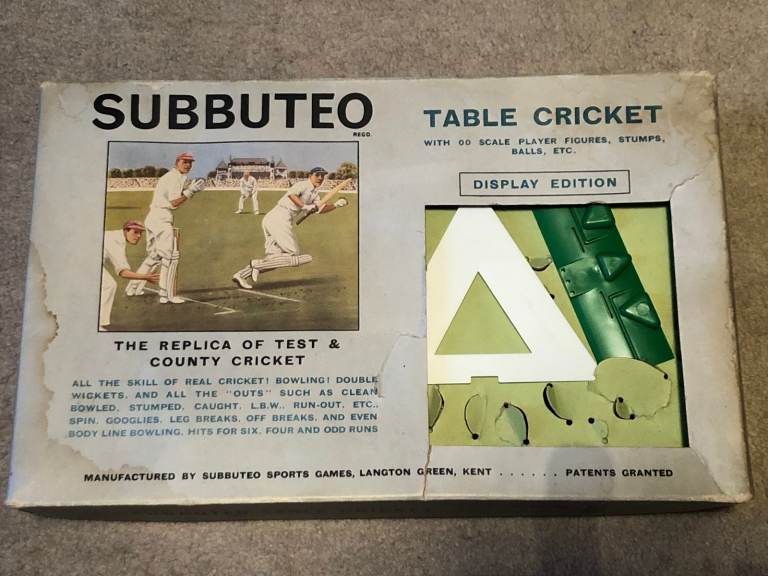 SUBBUTEO
REGD.
TABLE CRICKET
WITH 00 SCALE PLAYER FIGURES, STUMPS,
BALLS, ETC.
DISPLAY EDITION
THE REPLICA OF TEST &
COUNTY CRICKET
ALL THE SKILL OF REAL CRICKET! BOWLING! DOUBLE
WICKETS, AND ALL THE "OUTS" SUCH AS CLEAN
BOWLED, STUMPED, CAUGHT, L.B.W., RUN-OUT, ETC.,
SPIN, GOOGLIES, LEG BREAKS, OFF BREAKS, AND EVEN
BODY LINE BOWLING, HITS FOR SIX, FOUR AND ODD RUNS
MANUFACTURED BY SUBBUTEO SPORTS GAMES, LANGTON GREEN, KENT . . . . . . PATENTS GRANTED